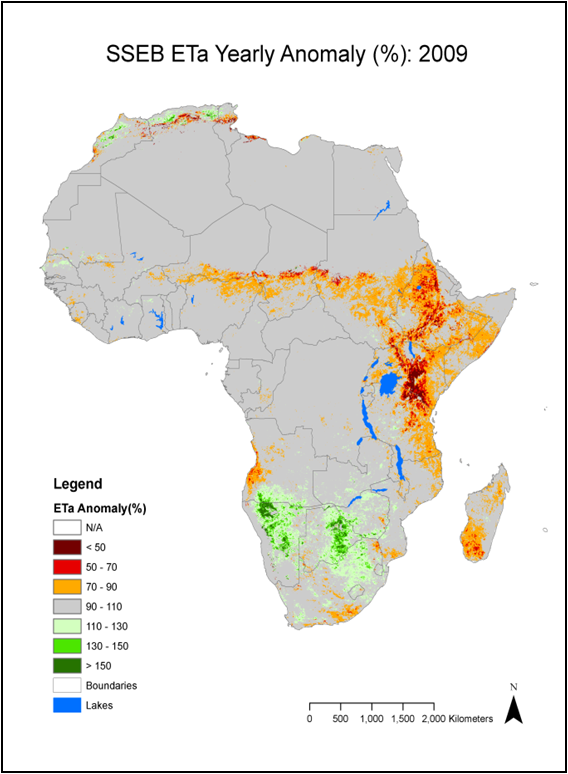 SSEB ETa Yearly Anomaly (%): 2009
Legend
ETa Anomaly(%)
N/A
< 50
50 - 70
70 - 90
90 - 110
110 - 130
130 - 150
> 150
Boundaries
Lakes
N
0 500 1,000 1,500 2,000 Kilometers